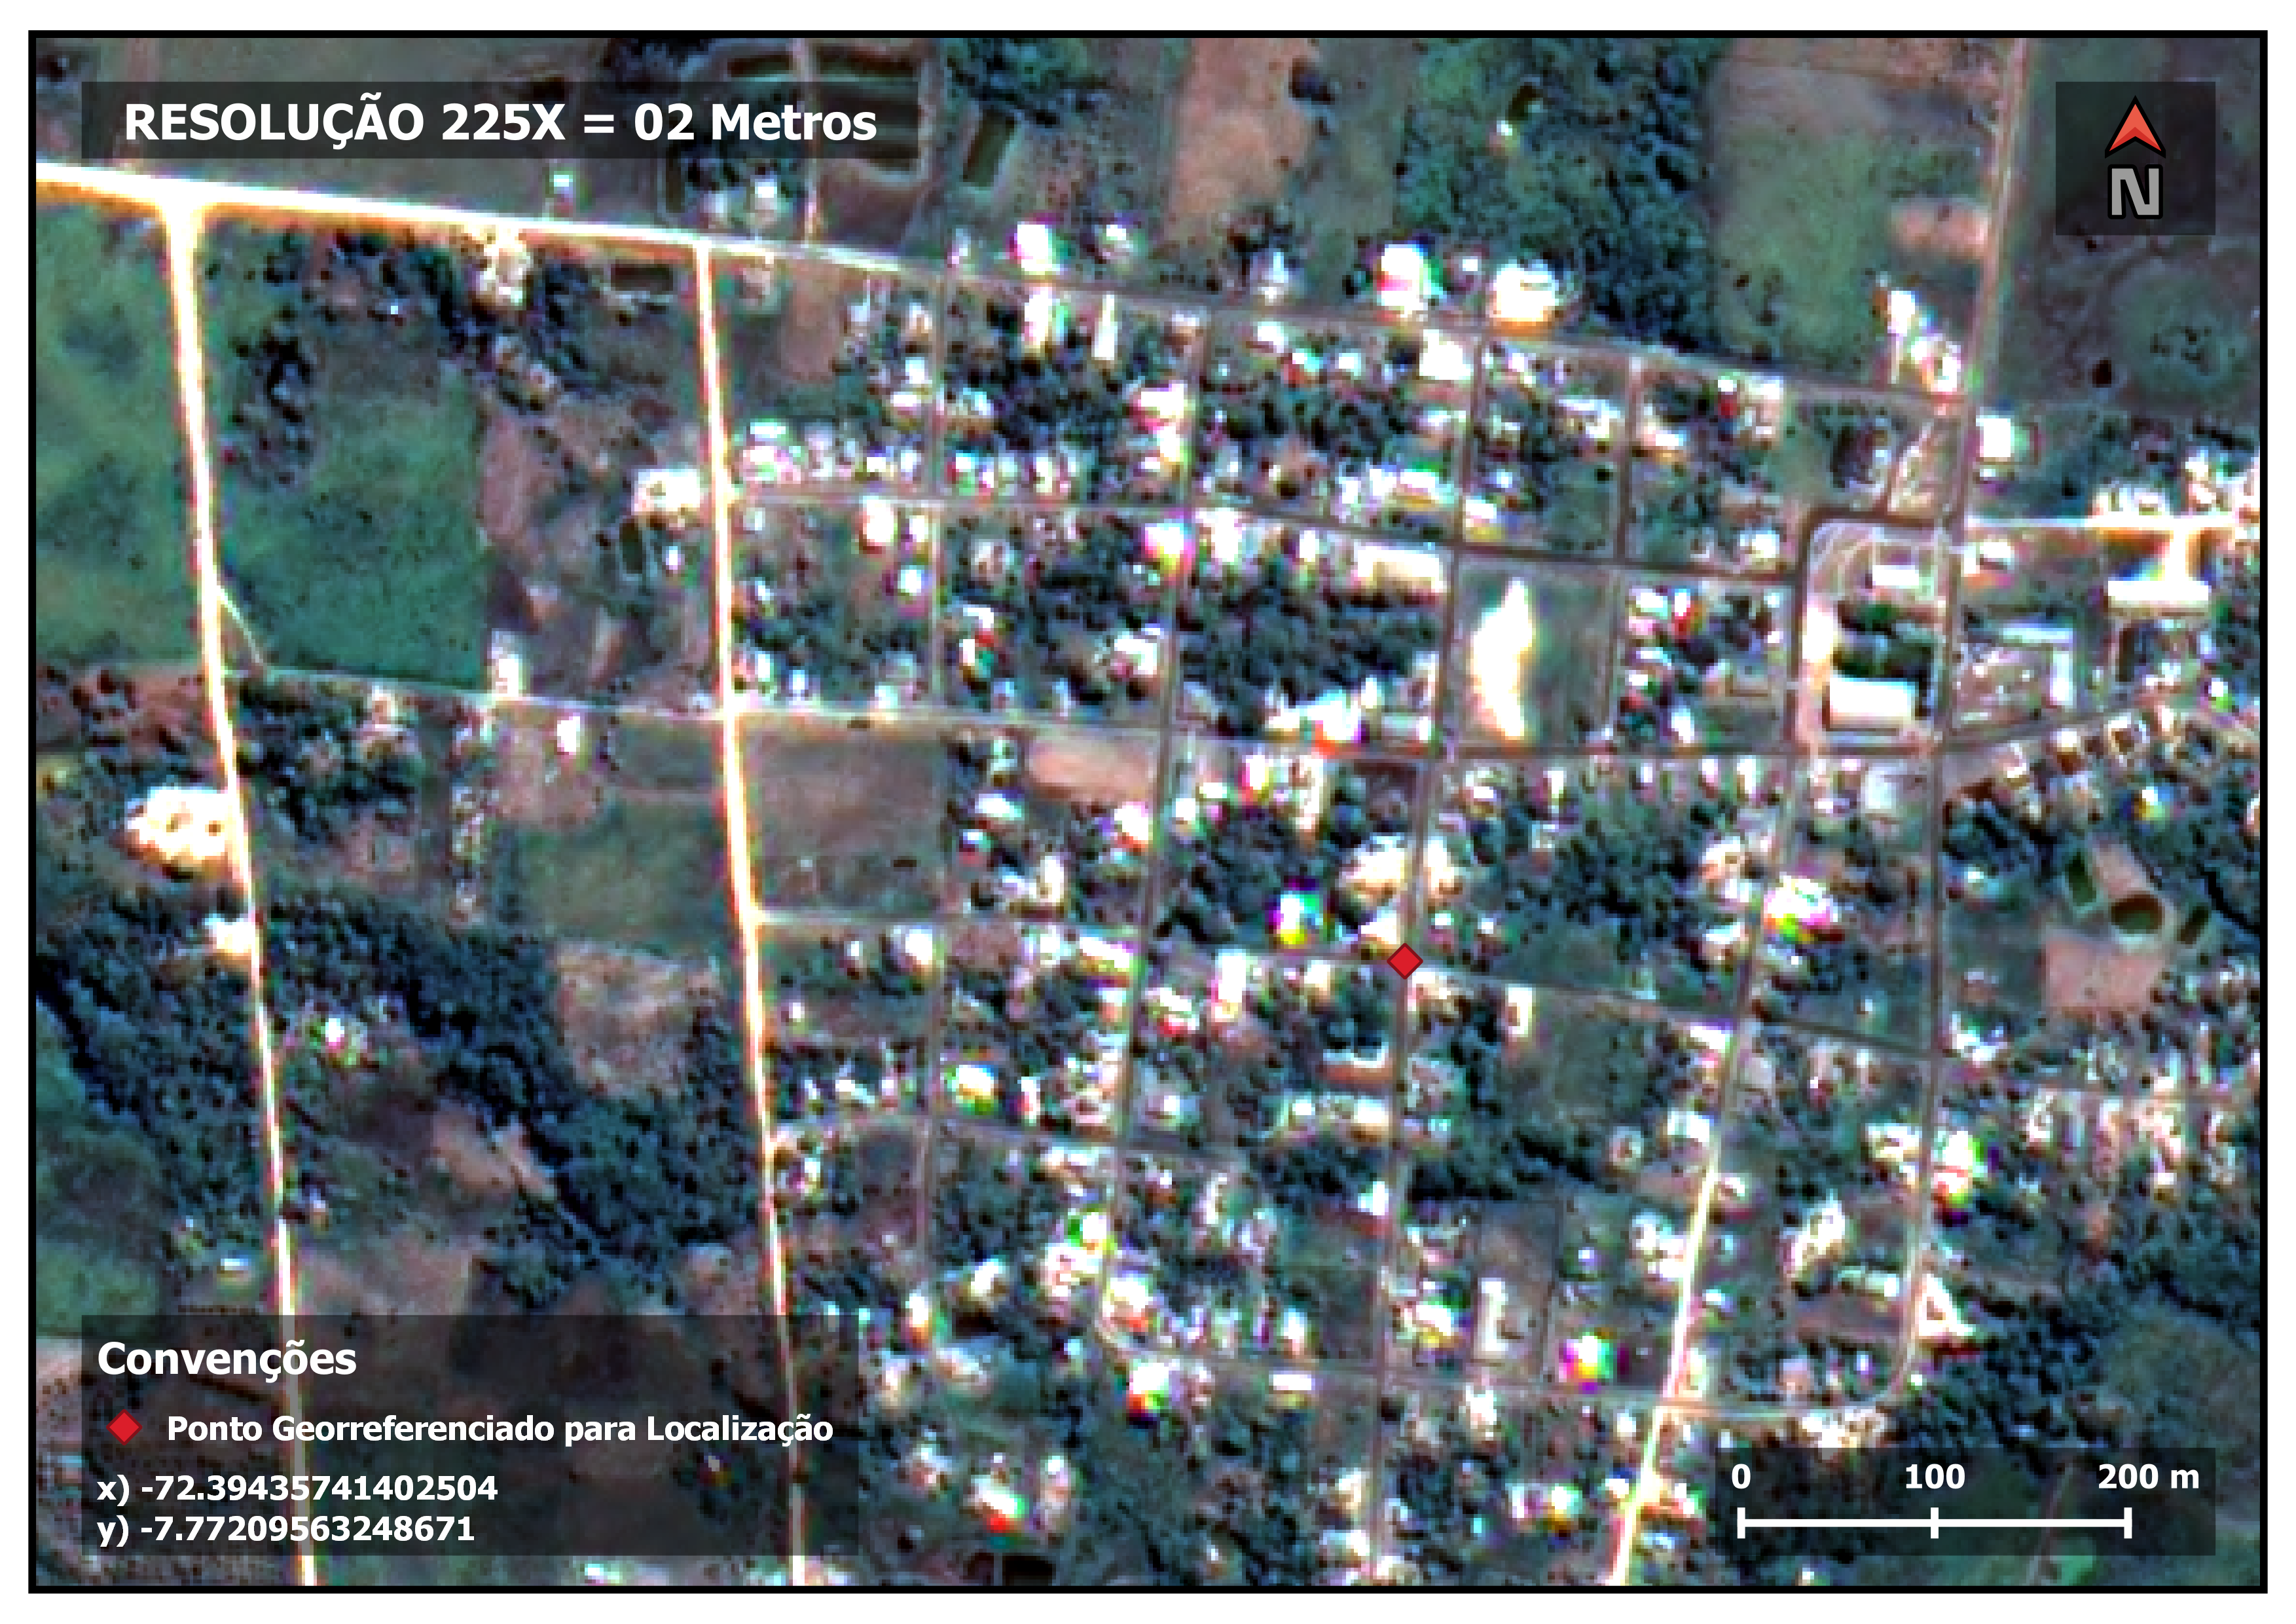 RESOLUÇÃO 225X = 02 Metros
N
Convenções
Ponto Georreferenciado para Localização
x) -72.39435741402504
y) -7.77209563248671
0 100 200 m